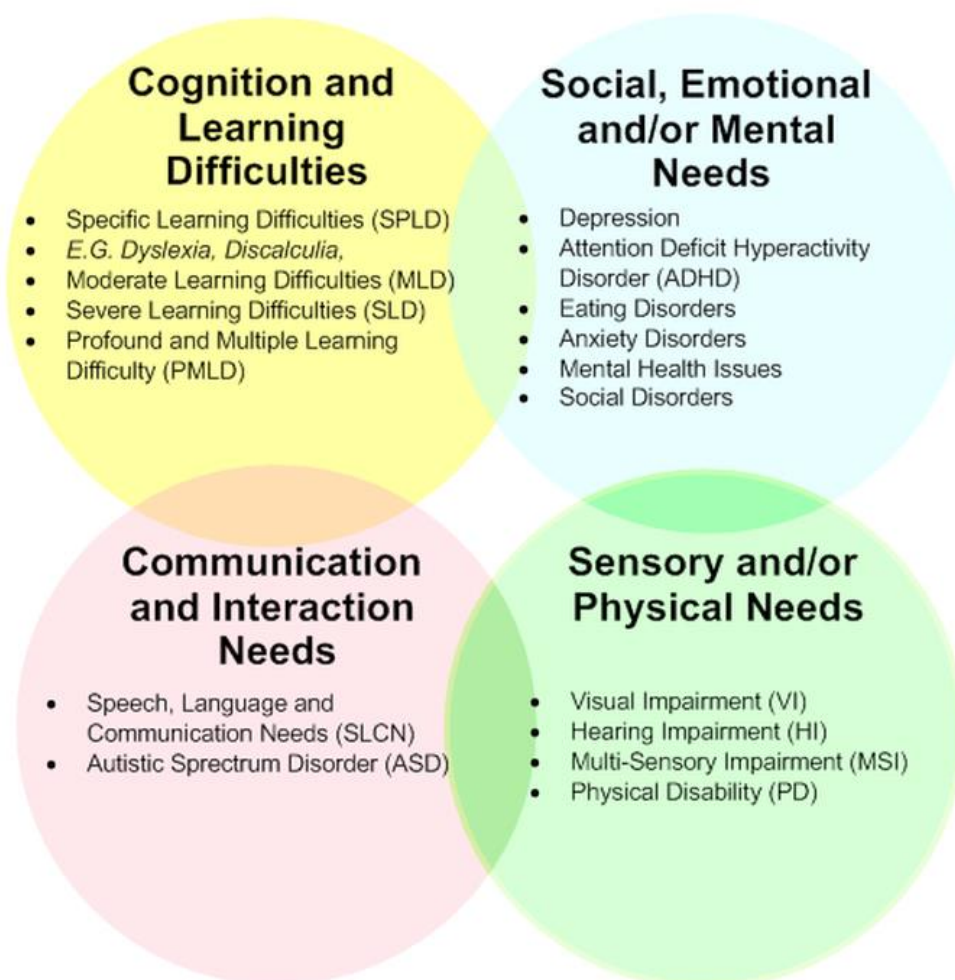 Cognition and
Learning
Difficulties
• Specific Learning Difficulties (SPLD)
• E.G. Dyslexia, Discalculia,
• Moderate Learning Difficulties (MLD)
• Severe Learning Difficulties (SLD)
• Profound and Multiple Learning
Difficulty (PMLD)
Social, Emotional
and/or Mental
Needs
• Depression
• Attention Deficit Hyperactivity
Disorder (ADHD)
• Eating Disorders
• Anxiety Disorders
• Mental Health Issues
• Social Disorders
Communication
and Interaction
Needs
• Speech, Language and
Communication Needs (SLCN)
• Autistic Sprectrum Disorder (ASD)
Sensory and/or
Physical Needs
• Visual Impairment (VI)
• Hearing Impairment (HI)
• Multi-Sensory Impairment (MSI)
• Physical Disability (PD)